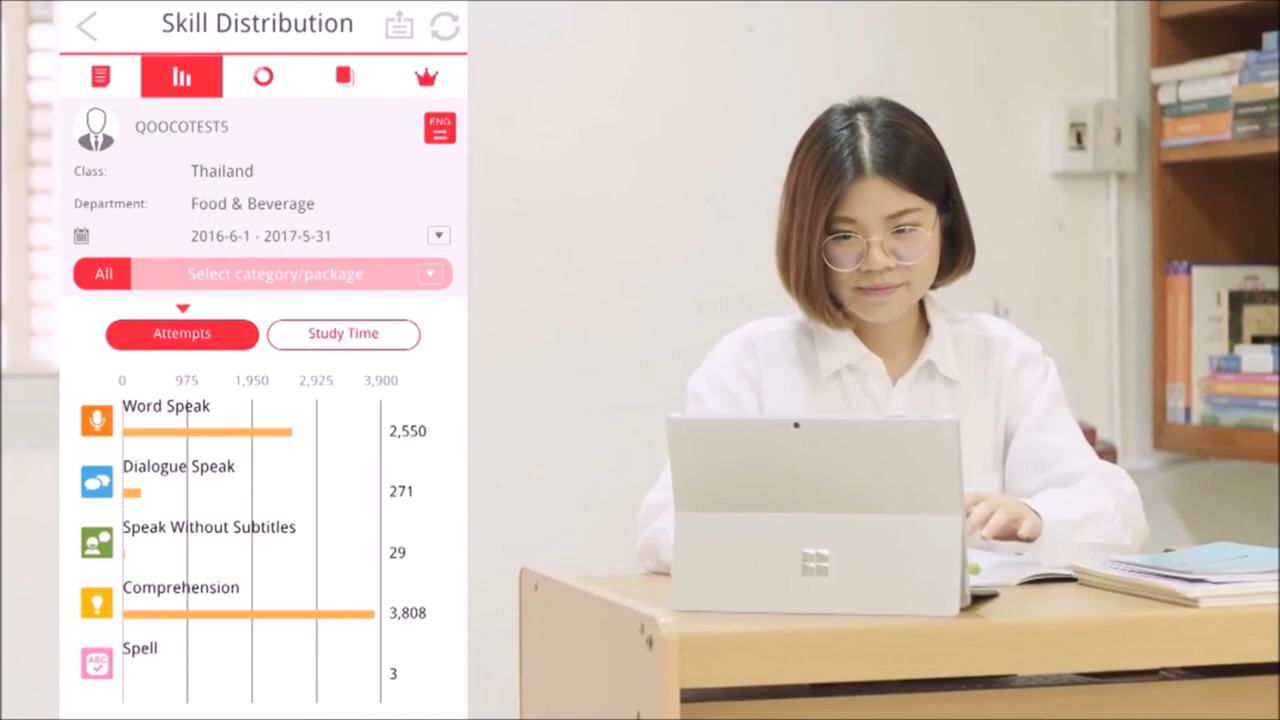 Skill Distribution
QOOCOTEST5
ENG
Class: Thailand
Department: Food & Beverage
2016-6-1 - 2017-5-31
All Select category/package
Attempts Study Time
0 975 1,950 2,925 3,900
Word Speak
2,550
Dialogue Speak
271
Speak Without Subtitles
29
Comprehension
3,808
Spell
ABC
3